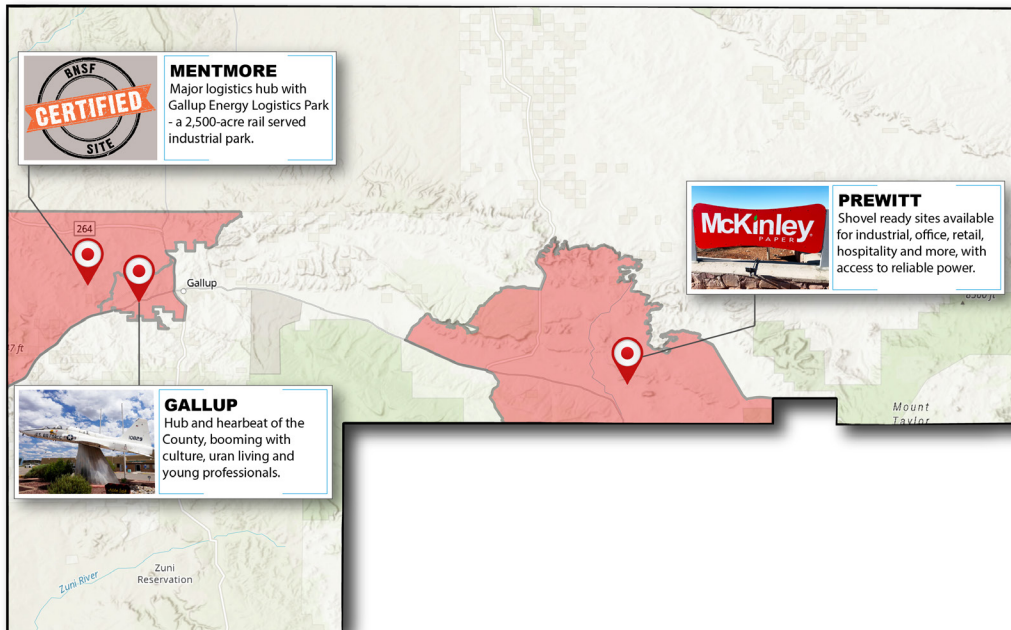 BNSF
CERTIFIED
SITE
MENTMORE
Major logistics hub with
Gallup Energy Logistics Park
- a 2,500-acre rail served
industrial park.
264
Gallup
McKinley
PAPER
PREWITT
Shovel ready sites available
for industrial, office, retail,
hospitality and more, with
access to reliable power.
GALLUP
Hub and hearbeat of the
County, booming with
culture, uran living and
young professionals.
Mount
Taylor
Zuni River
Zuni
Reservation